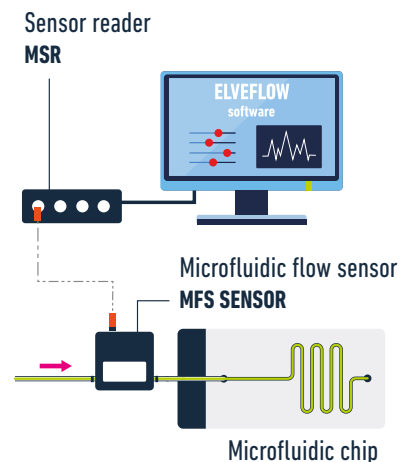 Sensor reader
MSR
ELVEFLOW
software
Microfluidic flow sensor
MFS SENSOR
Microfluidic chip